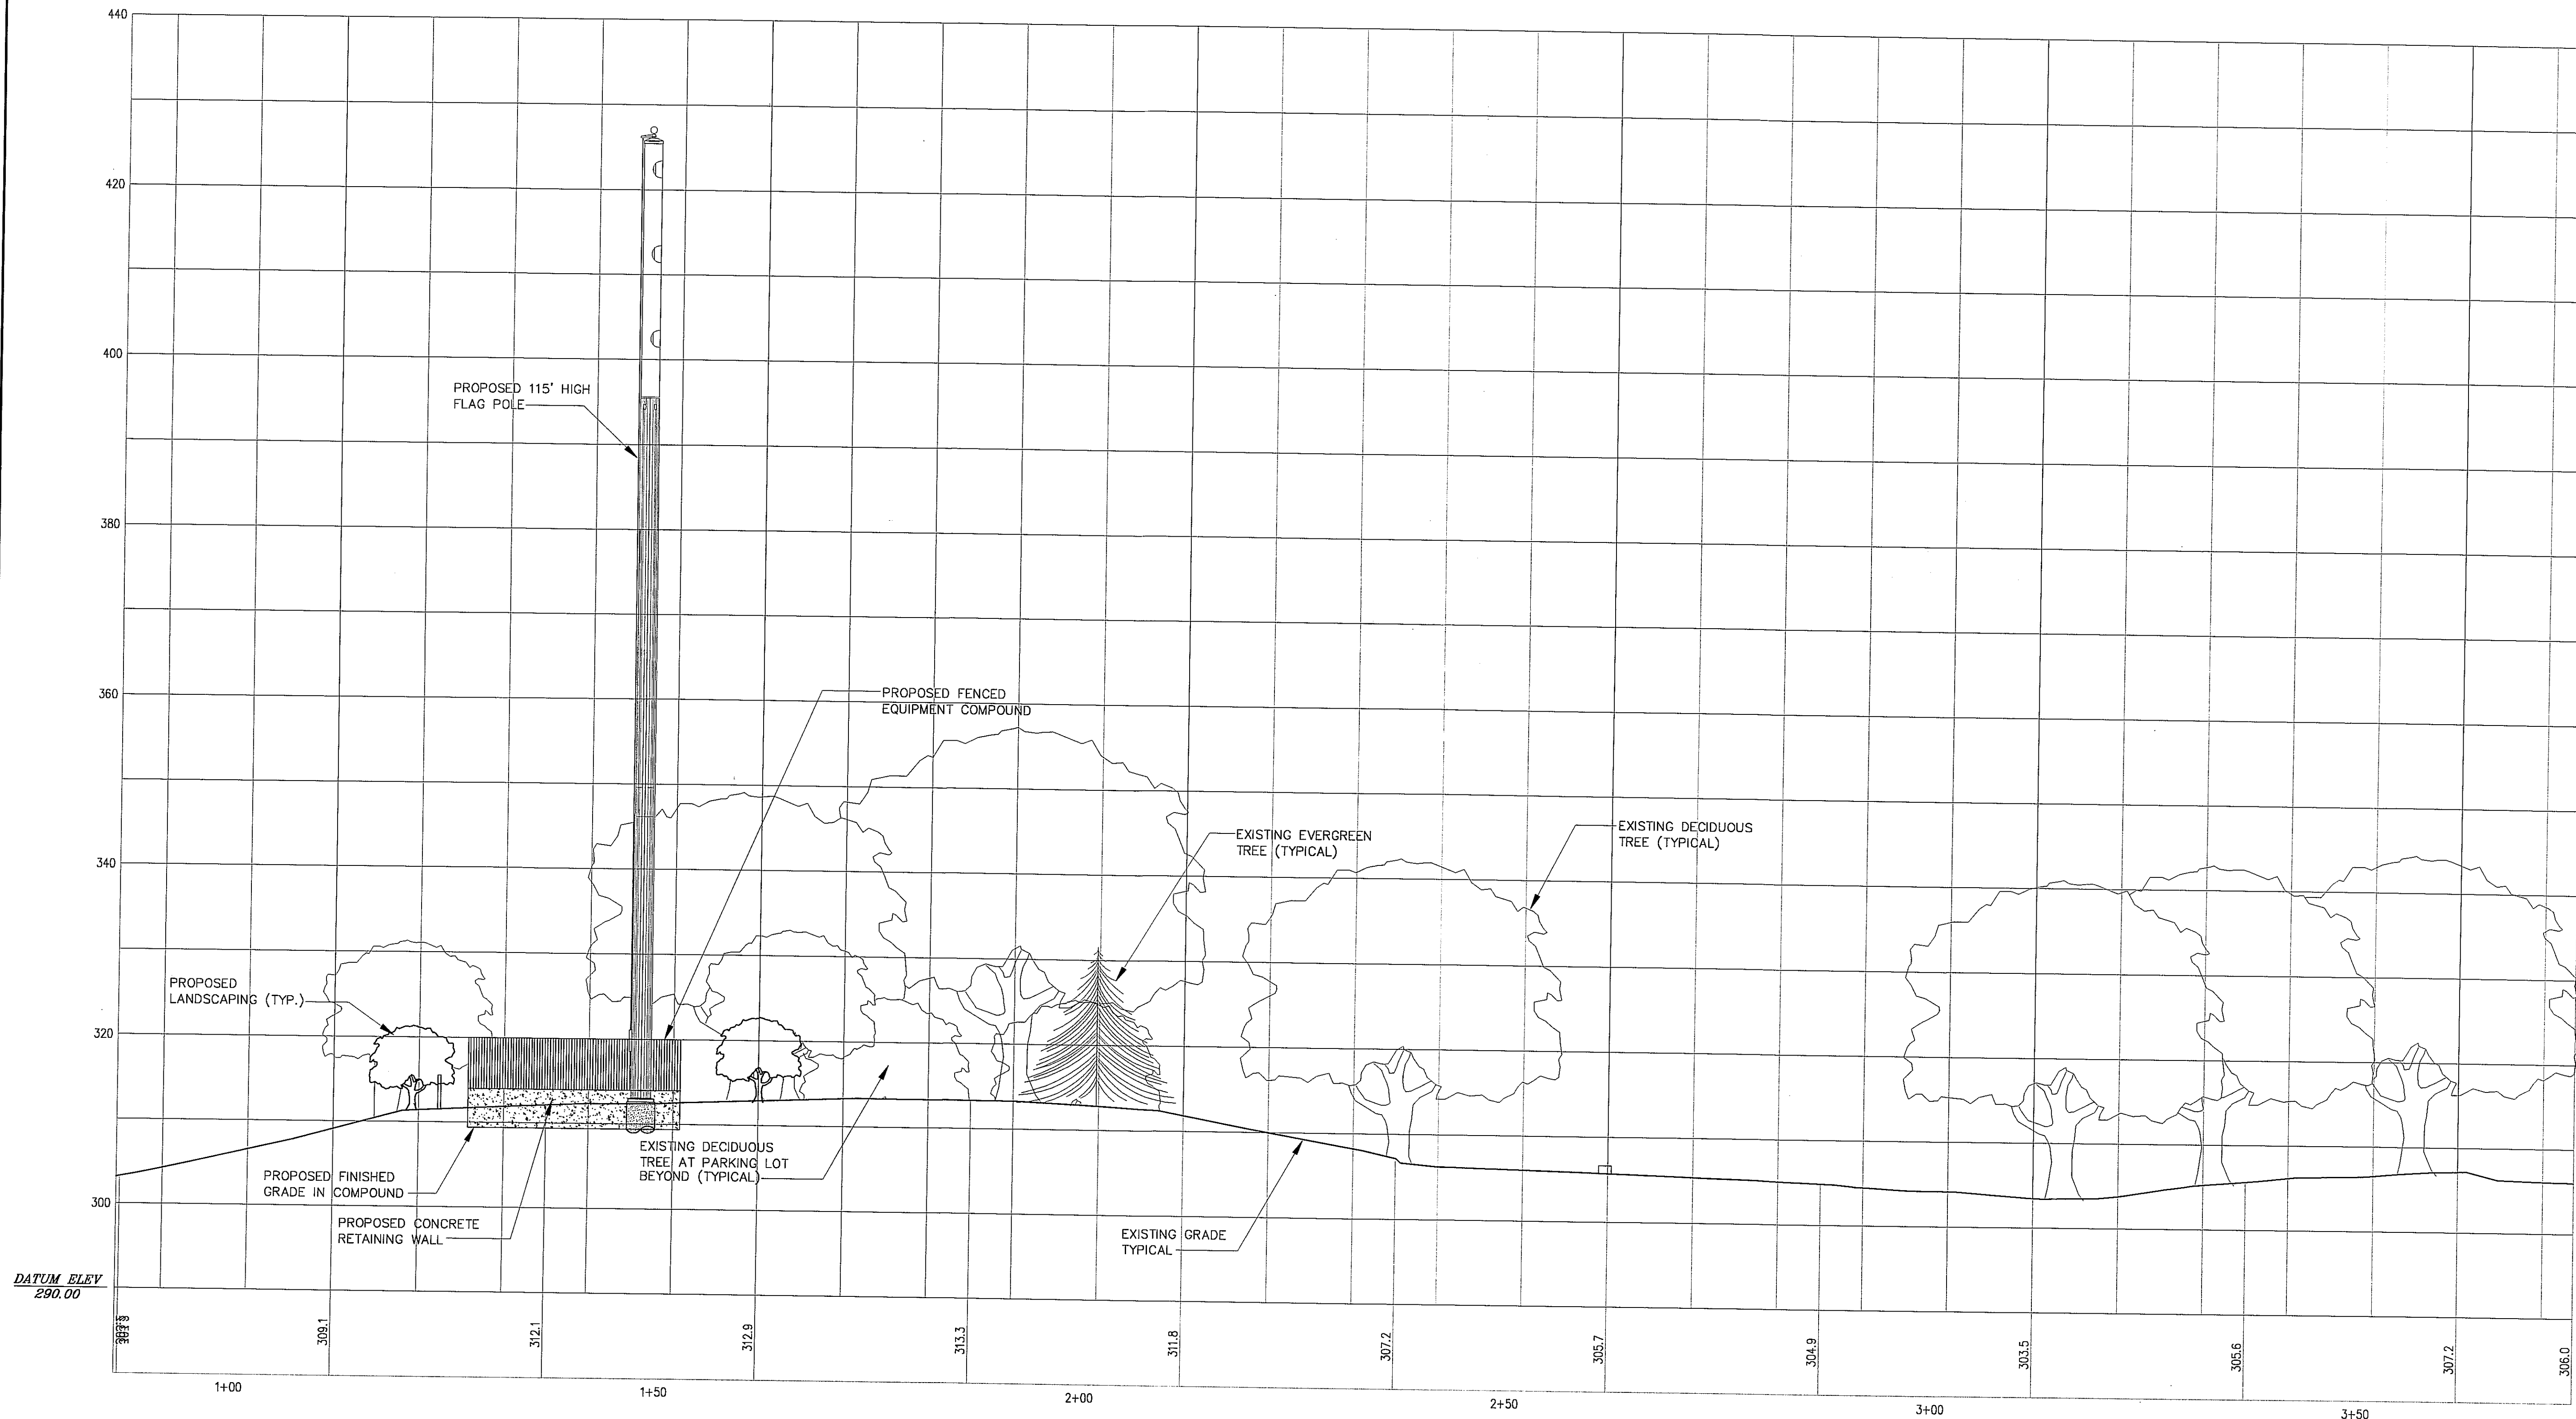 440
420
400
PROPOSED 115' HIGH
FLAG POLE
380
360
PROPOSED FENCED
EQUIPMENT COMPOUND
340
EXISTING EVERGREEN
TREE (TYPICAL)
EXISTING DECIDUOUS
TREE (TYPICAL)
PROPOSED
LANDSCAPING (TYP.)
320
EXISTING DECIDUOUS
TREE AT PARKING LOT
BEYOND (TYPICAL)
PROPOSED FINISHED
GRADE IN COMPOUND
300
PROPOSED CONCRETE
RETAINING WALL
EXISTING GRADE
TYPICAL
DATUM ELEV
290.00
309.1
312.1
312.9
313.3
311.8
307.2
305.7
304.9
303.5
305.6
307.2
306.0
1+00
1+50
2+00
2+50
3+00
3+50